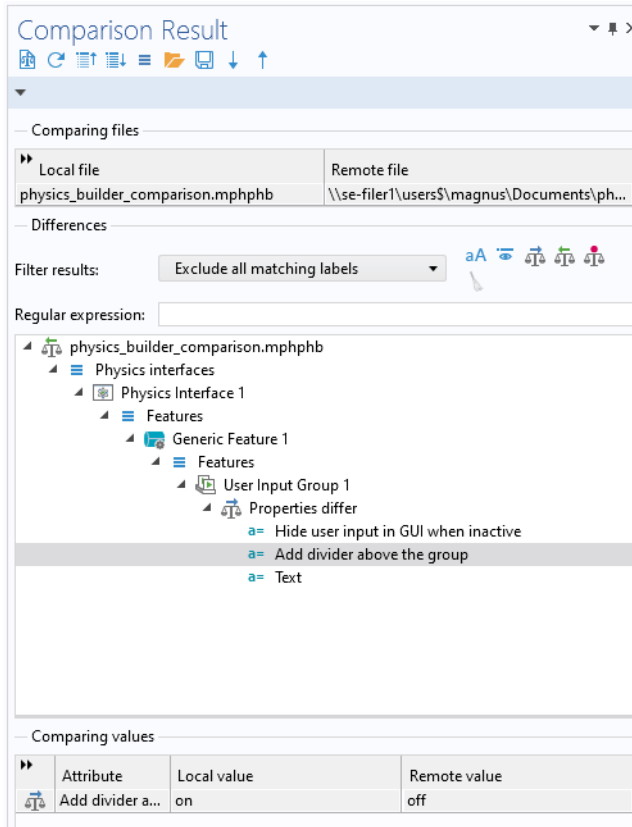 Comparison Result
Comparing files
Local file Remote file
physics_builder_comparison.mphphb \\se-filer1\users$\magnus\Documents\ph...
Differences
Filter results: Exclude all matching labels aA
Regular expression:
physics_builder_comparison.mphphb
Physics interfaces
Physics Interface 1
Features
Generic Feature 1
Features
User Input Group 1
Properties differ
a= Hide user input in GUI when inactive
a= Add divider above the group
a= Text
Comparing values
Attribute Local value Remote value
Add divider a... on off